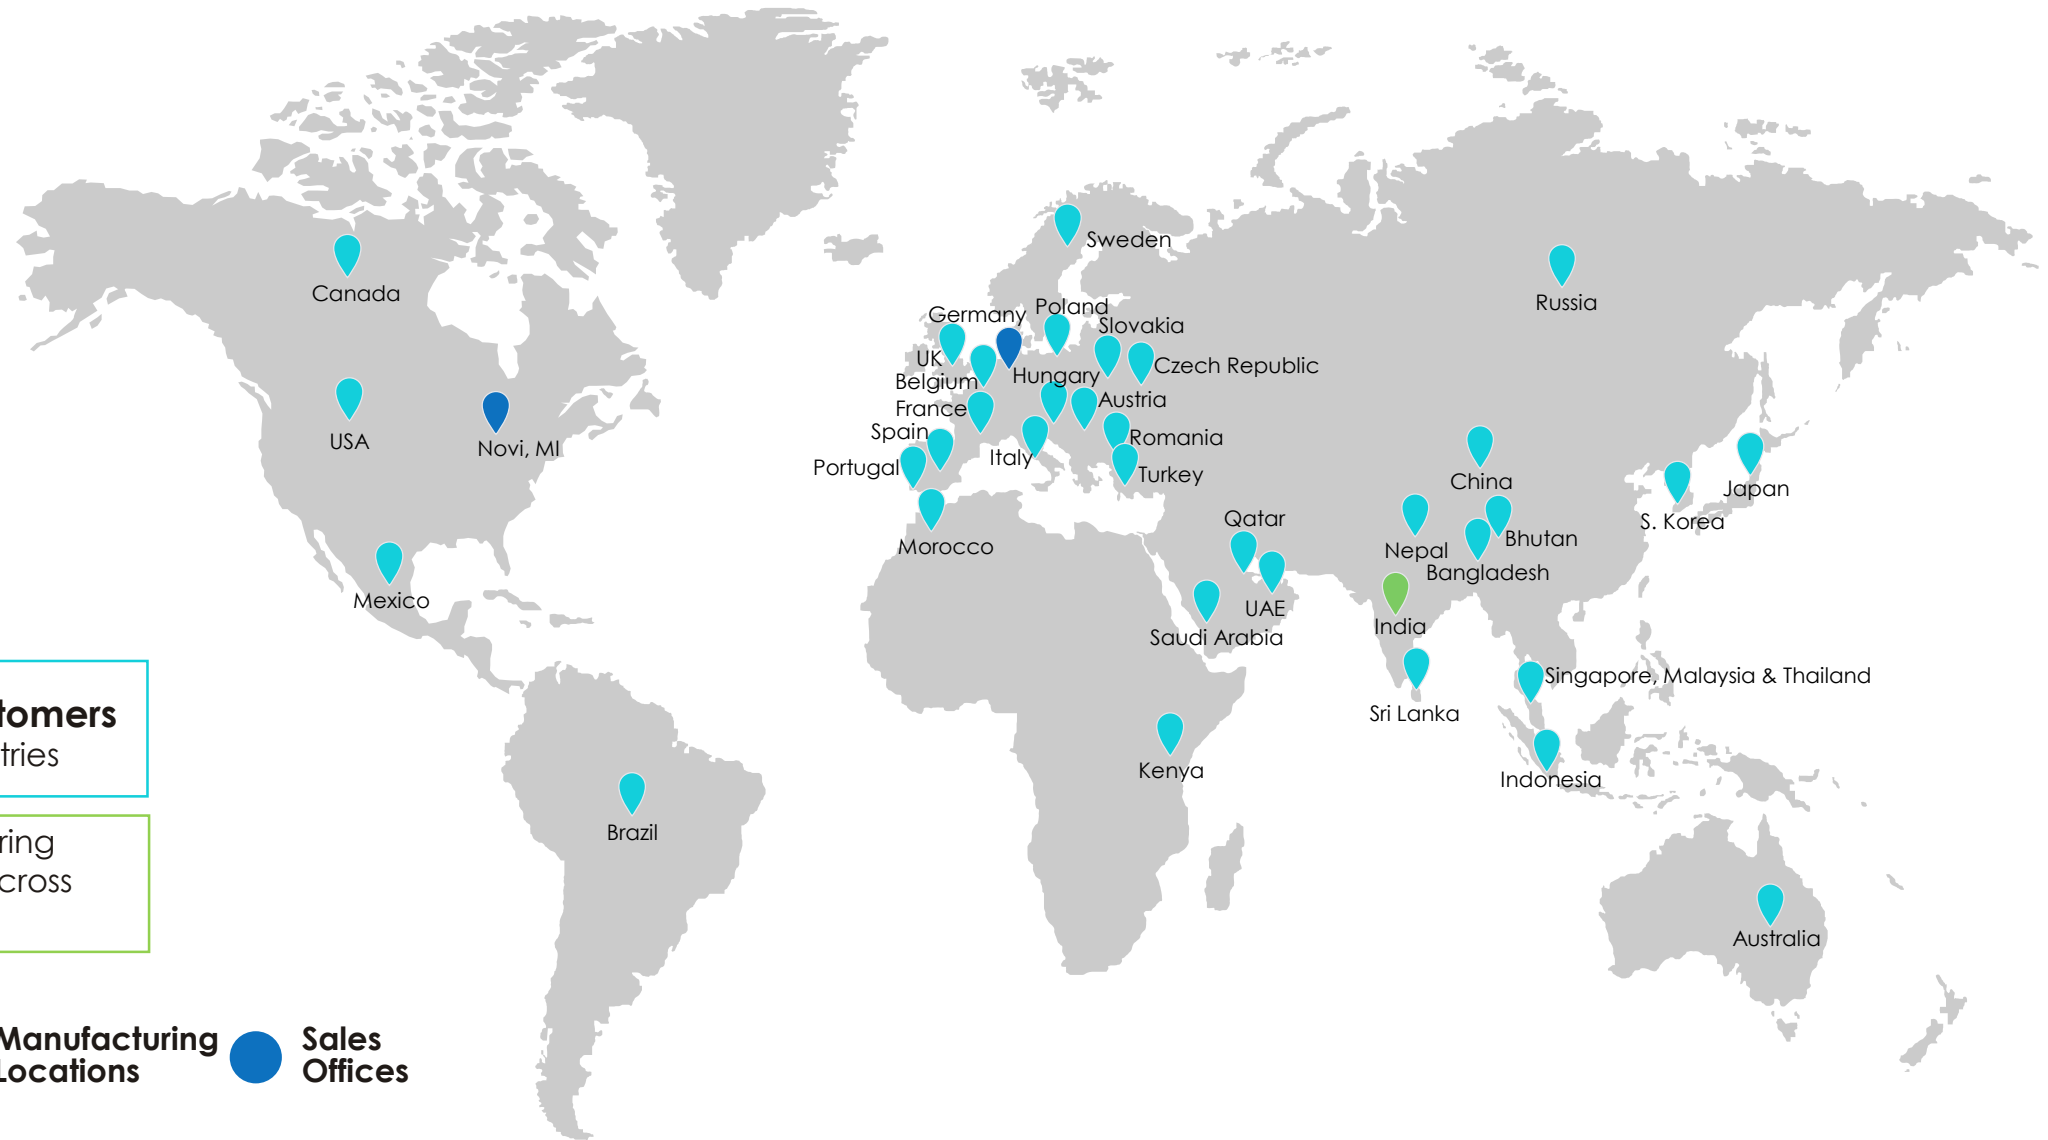 Sweden
Canada
Russia
Germany
Poland
Slovakia
UK
Czech Republic
Hungary
Belgium
Austria
France
Spain
Romania
USA
Novi, MI
Italy
Portugal
Turkey
China
Japan
Qatar
S. Korea
Bhutan
Morocco
Nepal
Bangladesh
Mexico
UAE
India
Saudi Arabia
Singapore, Malaysia & Thailand
Sri Lanka
Kenya
Indonesia
Brazil
Australia
tomers
tries
ring
cross
Manufacturing
Locations
Sales
Offices